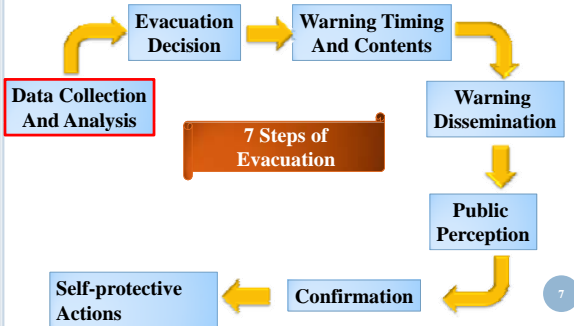 Data Collection
And Analysis
Evacuation
Decision
Warning Timing
And Contents
Warning
Dissemination
7 Steps of
Evacuation
Public
Perception
Confirmation
Self-protective
Actions
7